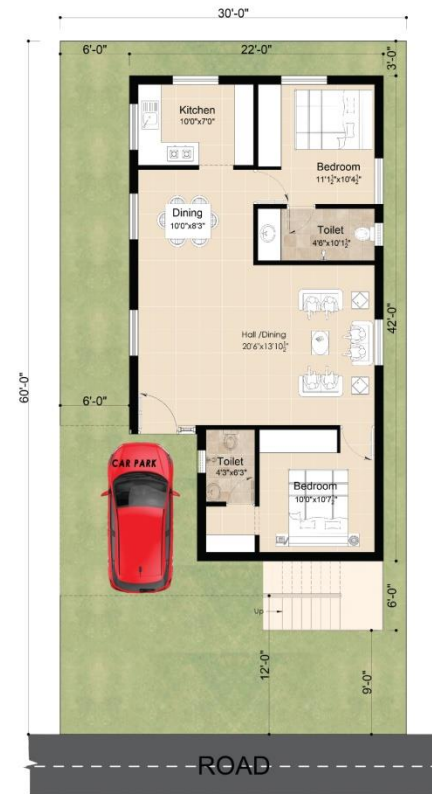 30'-0"
6'-0"
22'-0"
3'-0"
Kitchen
10'0"x7'0"
Bedroom
11'1½"x10'4½"
Dining
10'0"x8'3"
Toilet
4'6"x10'1½"
Hall /Dining
20'6"x13'10½"
42'-0"
60'-0"
6'-0"
CAR PARK
Toilet
4'3"x6'3"
Bedroom
10'0"x10'7½"
Up
6'-0"
12'-0"
9'-0"
ROAD